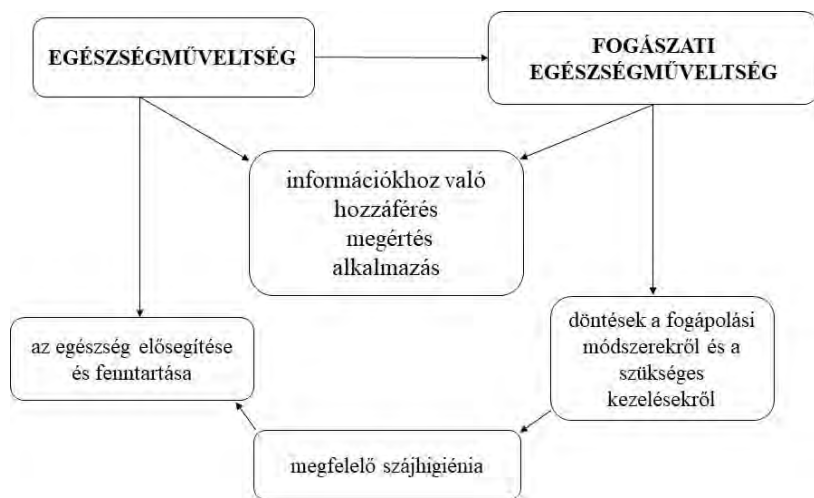 EGÉSZSÉGMŰVELTSÉG
FOGÁSZATI
EGÉSZSÉGMŰVELTSÉG
információkhoz való
hozzáférés
megértés
alkalmazás
az egészség elősegítése
és fenntartása
döntések a fogápolási
módszerekről és a
szükséges
kezelésekről
megfelelő szájhigiénia